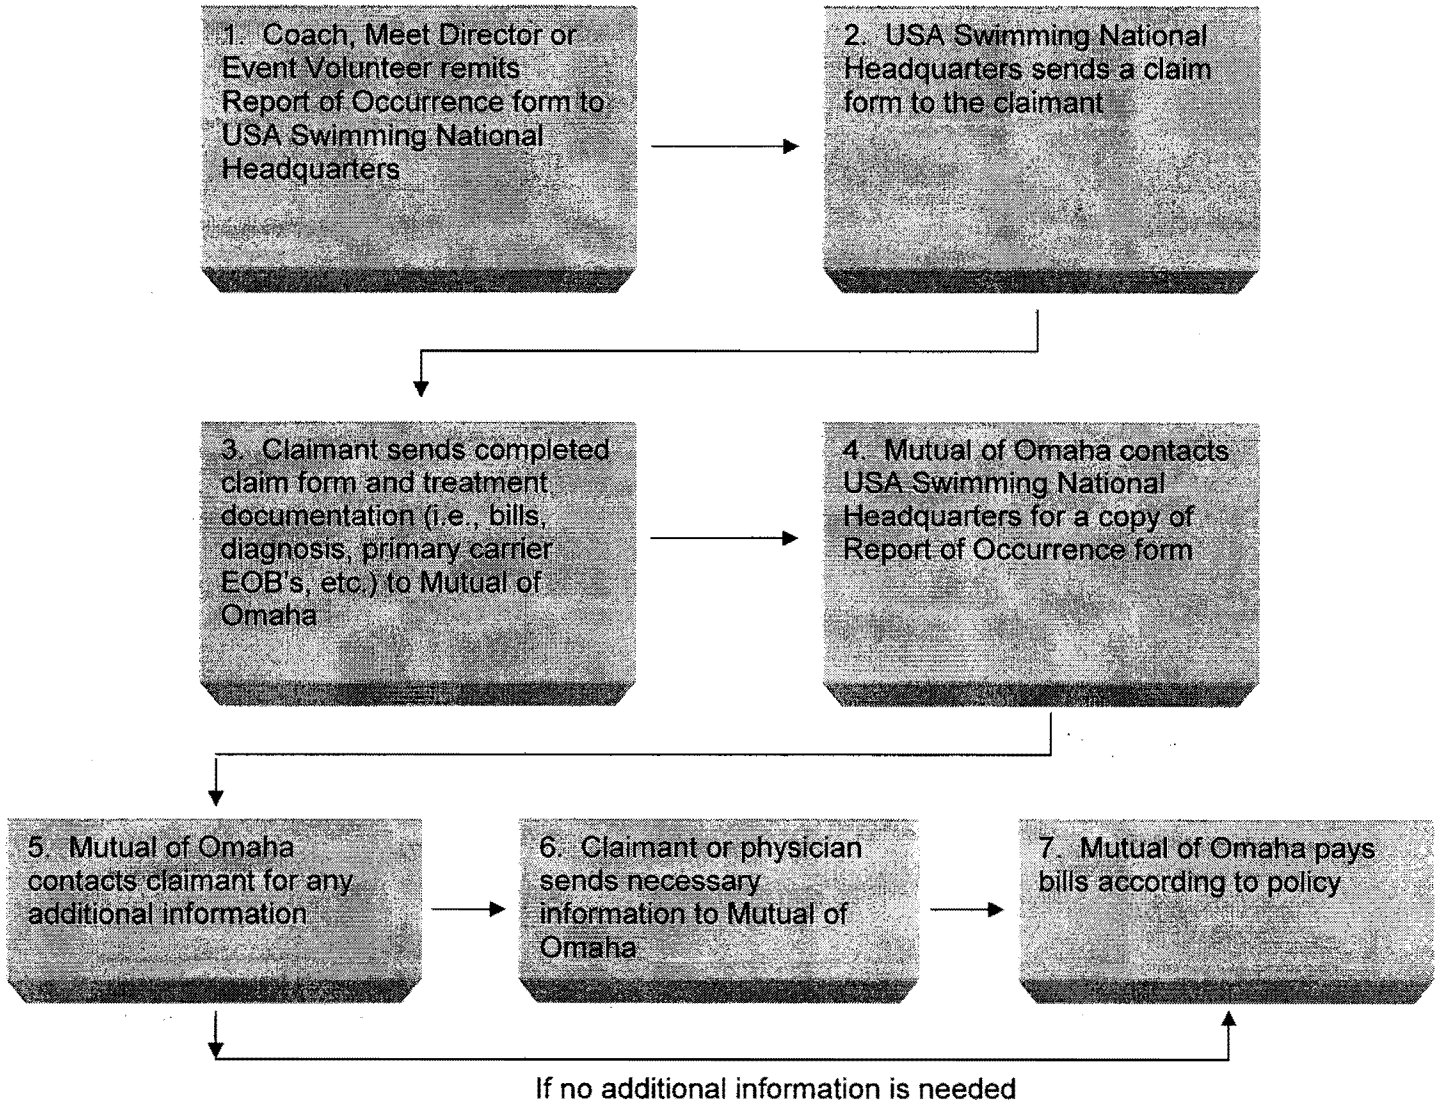 1. Coach, Meet Director or
Event Volunteer remits
Report of Occurrence form to
USA Swimming National
Headquarters
2. USA Swimming National
Headquarters sends a claim
form to the claimant
3. Claimant sends completed
claim form and treatment
documentation (i.e., bills,
diagnosis, primary carrier
EOB's, etc.) to Mutual of
Omaha
4. Mutual of Omaha contacts
USA Swimming National
Headquarters for a copy of
Report of Occurrence form
5. Mutual of Omaha
contacts claimant for any
additional information
6. Claimant or physician
sends necessary
information to Mutual of
Omaha
7. Mutual of Omaha pays
bills according to policy
If no additional information is needed